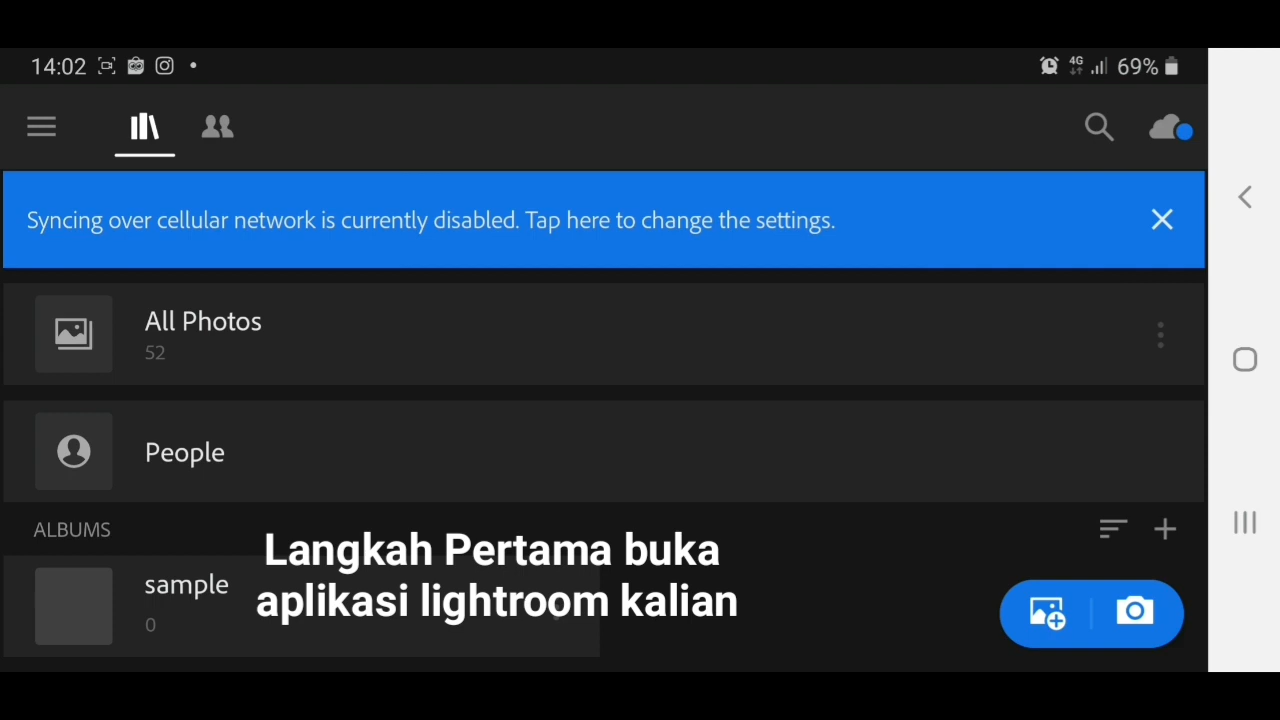 14:02
4G
69%
Syncing over cellular network is currently disabled. Tap here to change the settings.
All Photos
52
People
ALBUMS
sample
0
Langkah Pertama buka
aplikasi lightroom kalian